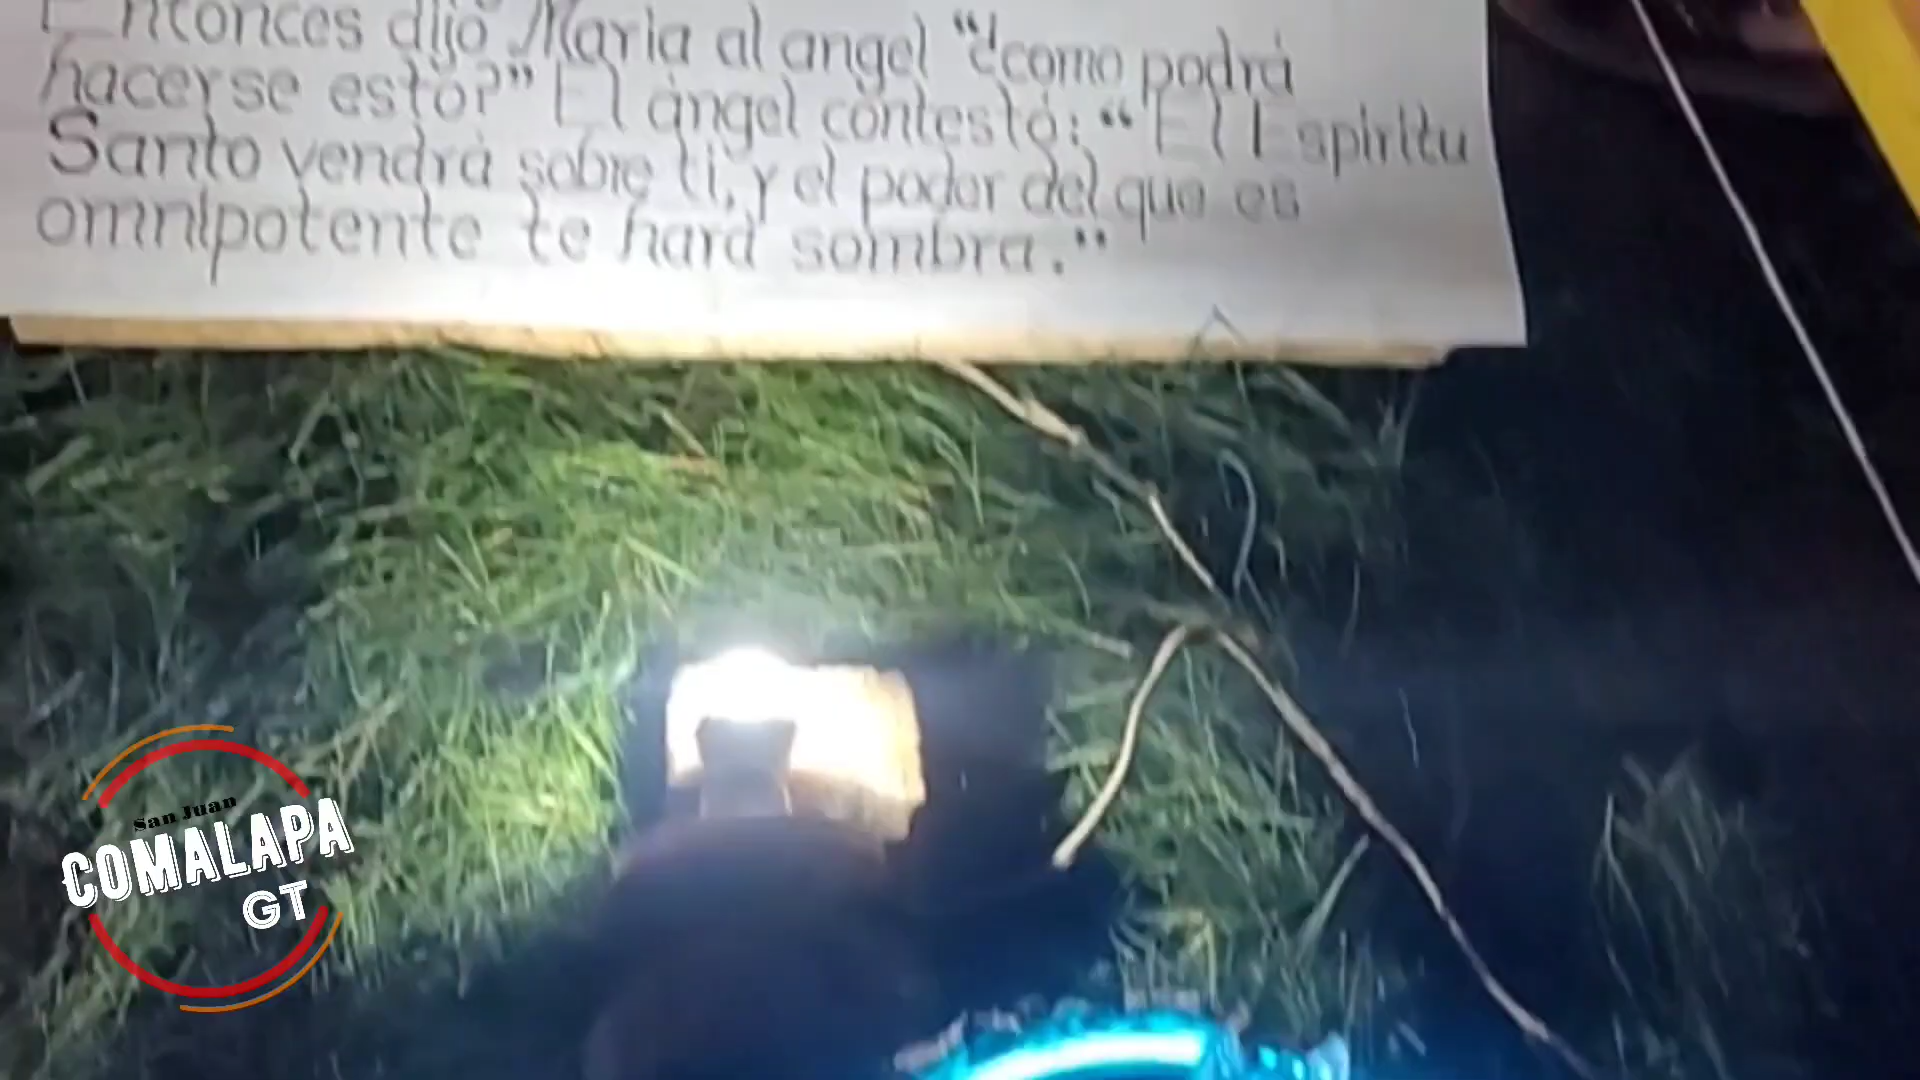 Entonces dijo María al angel "¿como podrá
hacerse esto?" El ángel contestó: "El Espiritu
Santo vendrá sobre ti, y el poder del que es
omnipotente te hará sombra."
San Juan
COMALAPA
GT